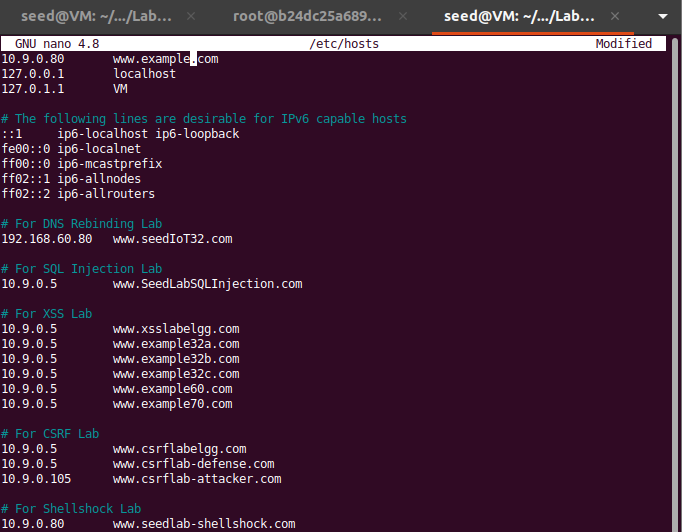 seed@VM: ~/.../Lab... × root@b24dc25a689... × seed@VM: ~/.../Lab... ×
GNU nano 4.8 /etc/hosts Modified
10.9.0.80 www.example.com
127.0.0.1 localhost
127.0.1.1 VM
# The following lines are desirable for IPv6 capable hosts
::1 ip6-localhost ip6-loopback
fe00::0 ip6-localnet
ff00::0 ip6-mcastprefix
ff02::1 ip6-allnodes
ff02::2 ip6-allrouters
# For DNS Rebinding Lab
192.168.60.80 www.seedIoT32.com
# For SQL Injection Lab
10.9.0.5 www.SeedLabSQLInjection.com
# For XSS Lab
10.9.0.5 www.xsslabelgg.com
10.9.0.5 www.example32a.com
10.9.0.5 www.example32b.com
10.9.0.5 www.example32c.com
10.9.0.5 www.example60.com
10.9.0.5 www.example70.com
# For CSRF Lab
10.9.0.5 www.csrflabelgg.com
10.9.0.5 www.csrflab-defense.com
10.9.0.105 www.csrflab-attacker.com
# For Shellshock Lab
10.9.0.80 www.seedlab-shellshock.com